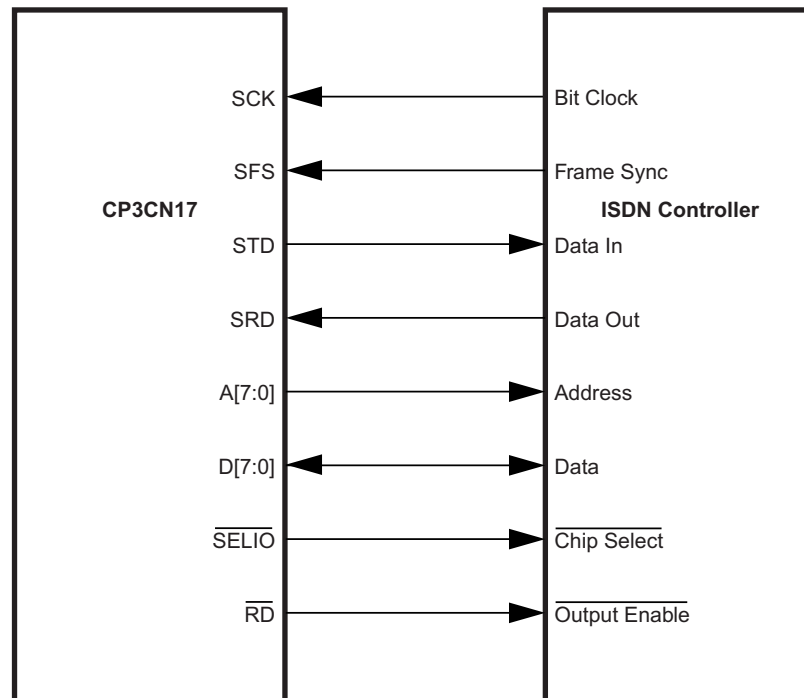 SCK Bit Clock
SFS Frame Sync
CP3CN17 ISDN Controller
STD Data In
SRD Data Out
A[7:0] Address
D[7:0] Data
SELIO Chip Select
RD Output Enable